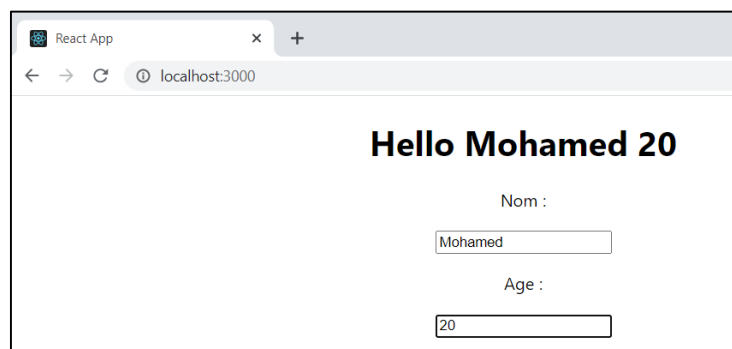 React App
localhost:3000
Hello Mohamed 20
Nom :
Mohamed
Age :
20